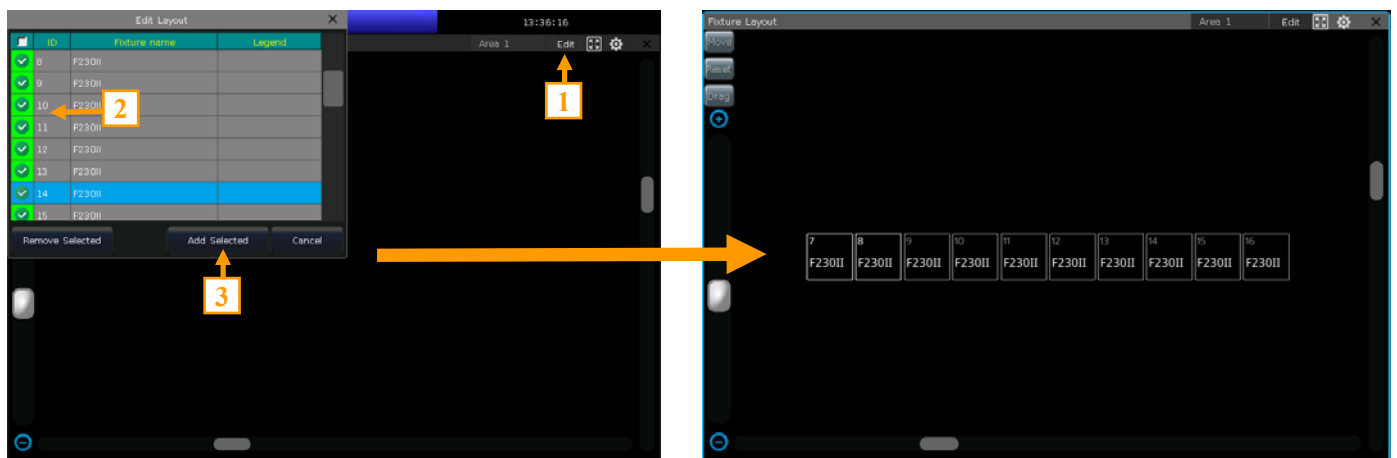 Edit Layout
ID Fixture name Legend
8 F230II
9 F230II
10 F230II
11 F230II
12 F230II
13 F230II
14 F230II
15 F230II
Remove Selected Add Selected Cancel
13:36:16
Area 1 Edit
1
2
3
Fixture Layout Area 1 Edit
Move
Reset
Drag
7 8 9 10 11 12 13 14 15 16
F230II F230II F230II F230II F230II F230II F230II F230II F230II F230II